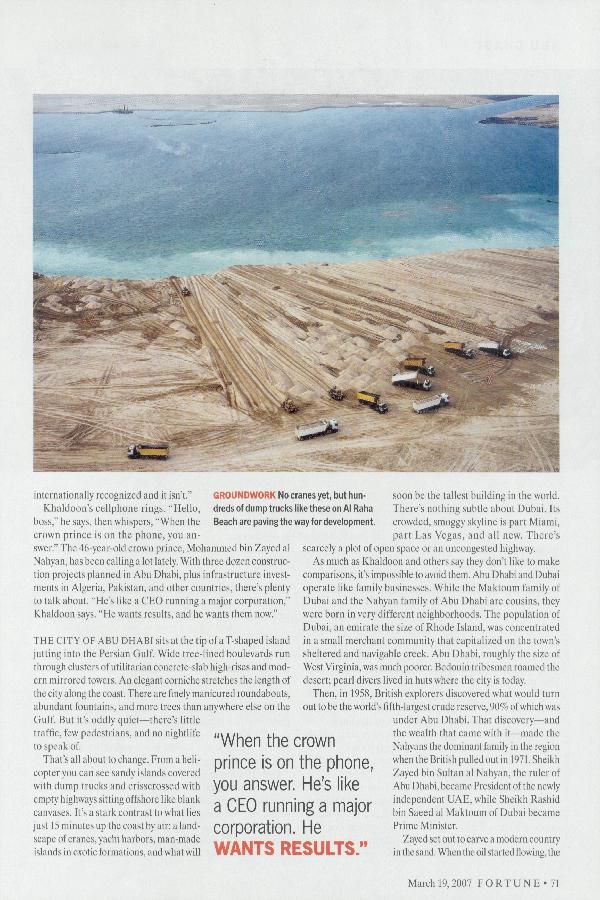 internationally recognized and it isn't."
Khaldoon's cellphone rings. "Hello,
boss," he says, then whispers, "When the
crown prince is on the phone, you an-
swer." The 46-year-old crown prince, Mohammed bin Zayed al
Nahyan, has been calling a lot lately. With three dozen construc-
tion projects planned in Abu Dhabi, plus infrastructure invest-
ments in Algeria, Pakistan, and other countries, there's plenty
to talk about. "He's like a CEO running a major corporation,"
Khaldoon says. "He wants results, and he wants them now."
THE CITY OF ABU DHABI sits at the tip of a T-shaped island
jutting into the Persian Gulf. Wide tree-lined boulevards run
through clusters of utilitarian concrete-slab high-rises and mod-
ern mirrored towers. An elegant corniche stretches the length of
the city along the coast. There are finely manicured roundabouts,
abundant fountains, and more trees than anywhere else on the
Gulf. But it's oddly quiet—there's little
traffic, few pedestrians, and no nightlife
to speak of.
That's all about to change. From a heli-
copter you can see sandy islands covered
with dump trucks and crisscrossed with
empty highways sitting offshore like blank
canvases. It's a stark contrast to what lies
just 15 minutes up the coast by air: a land-
scape of cranes, yacht harbors, man-made
islands in exotic formations, and what will
GROUNDWORK No cranes yet, but hun-
dreds of dump trucks like these on Al Raha
Beach are paving the way for development.
"When the crown
prince is on the phone,
you answer. He's like
a CEO running a major
corporation. He
WANTS RESULTS."
soon be the tallest building in the world.
There's nothing subtle about Dubai. Its
crowded, smoggy skyline is part Miami,
part Las Vegas, and all new. There's
scarcely a plot of open space or an uncongested highway.
As much as Khaldoon and others say they don't like to make
comparisons, it's impossible to avoid them. Abu Dhabi and Dubai
operate like family businesses. While the Maktoum family of
Dubai and the Nahyan family of Abu Dhabi are cousins, they
were born in very different neighborhoods. The population of
Dubai, an emirate the size of Rhode Island, was concentrated
in a small merchant community that capitalized on the town's
sheltered and navigable creek. Abu Dhabi, roughly the size of
West Virginia, was much poorer. Bedouin tribesmen roamed the
desert; pearl divers lived in huts where the city is today.
Then, in 1958, British explorers discovered what would turn
out to be the world's fifth-largest crude reserve, 90% of which was
under Abu Dhabi. That discovery—and
the wealth that came with it—made the
Nahyans the dominant family in the region
when the British pulled out in 1971. Sheikh
Zayed bin Sultan al Nahyan, the ruler of
Abu Dhabi, became President of the newly
independent UAE, while Sheikh Rashid
bin Saeed al Maktoum of Dubai became
Prime Minister.
Zayed set out to carve a modern country
in the sand. When the oil started flowing, the
March 19, 2007 FORTUNE • 71